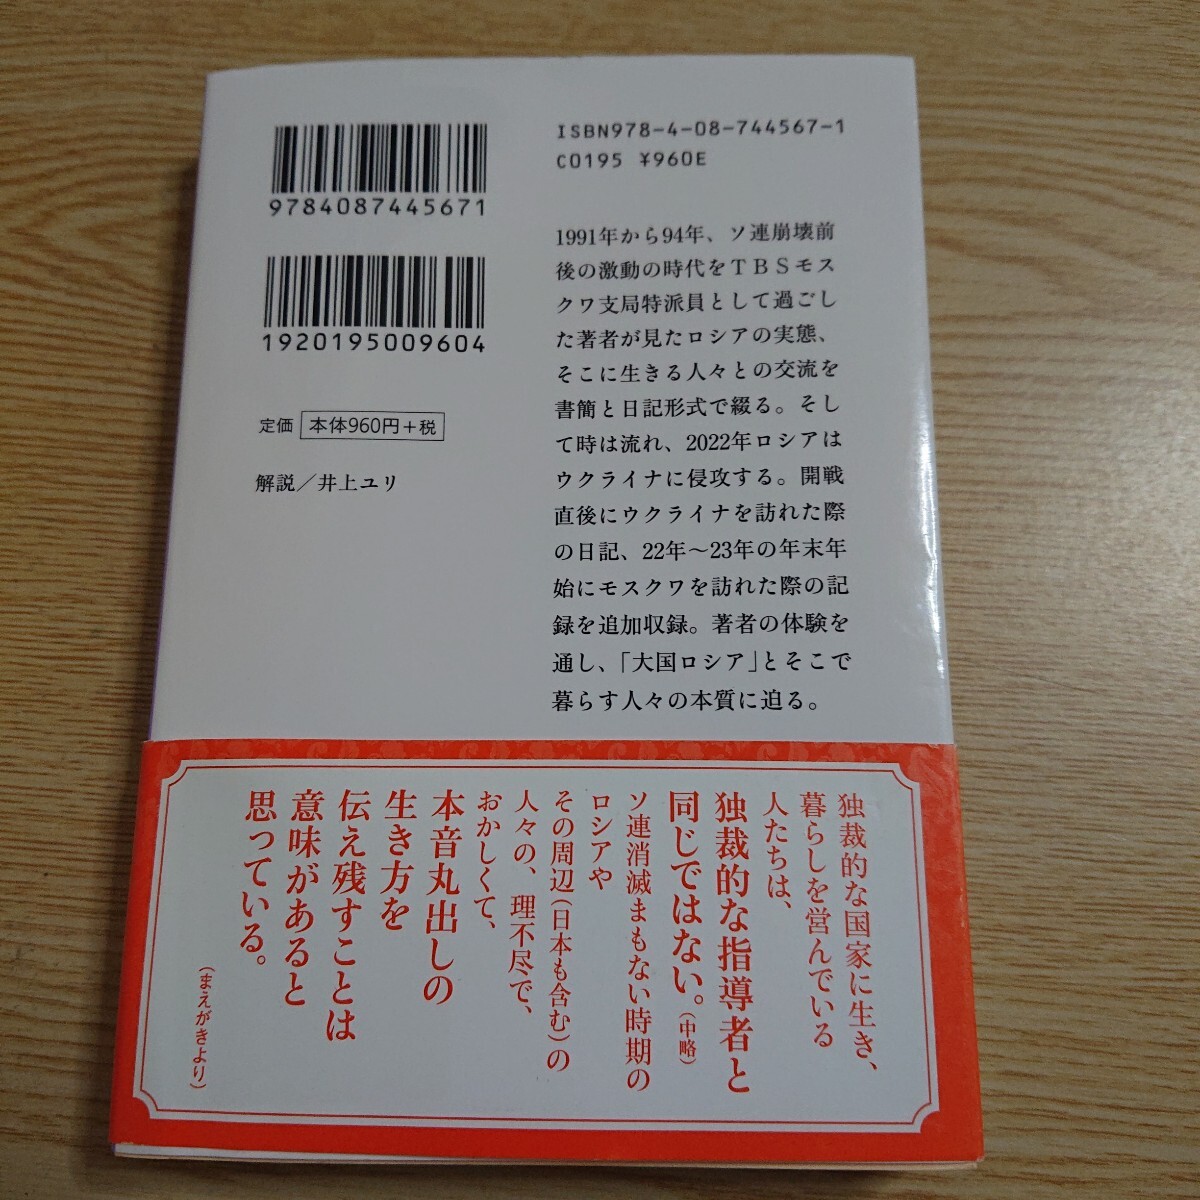 9784087445671
1920195009604
定価 本体960円+税
解説/井上ユリ
ISBN978-4-08-744567-1
C0195 ¥960E
1991年から94年、ソ連崩壊前
後の激動の時代をTBSモス
クワ支局特派員として過ごし
た著者が見たロシアの実態、
そこに生きる人々との交流を
書簡と日記形式で綴る。そし
て時は流れ、2022年ロシアは
ウクライナに侵攻する。開戦
直後にウクライナを訪れた際
の日記、22年〜23年の年末年
始にモスクワを訪れた際の記
録を追加収録。著者の体験を
通し、「大国ロシア」とそこで
暮らす人々の本質に迫る。
独裁的な国家に生き、
暮らしを営んでいる
人たちは、
独裁的な指導者と
同じではない。(中略)
ソ連消滅まもない時期の
ロシアや
その周辺(日本も含む)の
人々の、理不尽で、
おかしくて、
本音丸出しの
生き方を
伝え残すことは
意味があると
思っている。
(まえがきより)